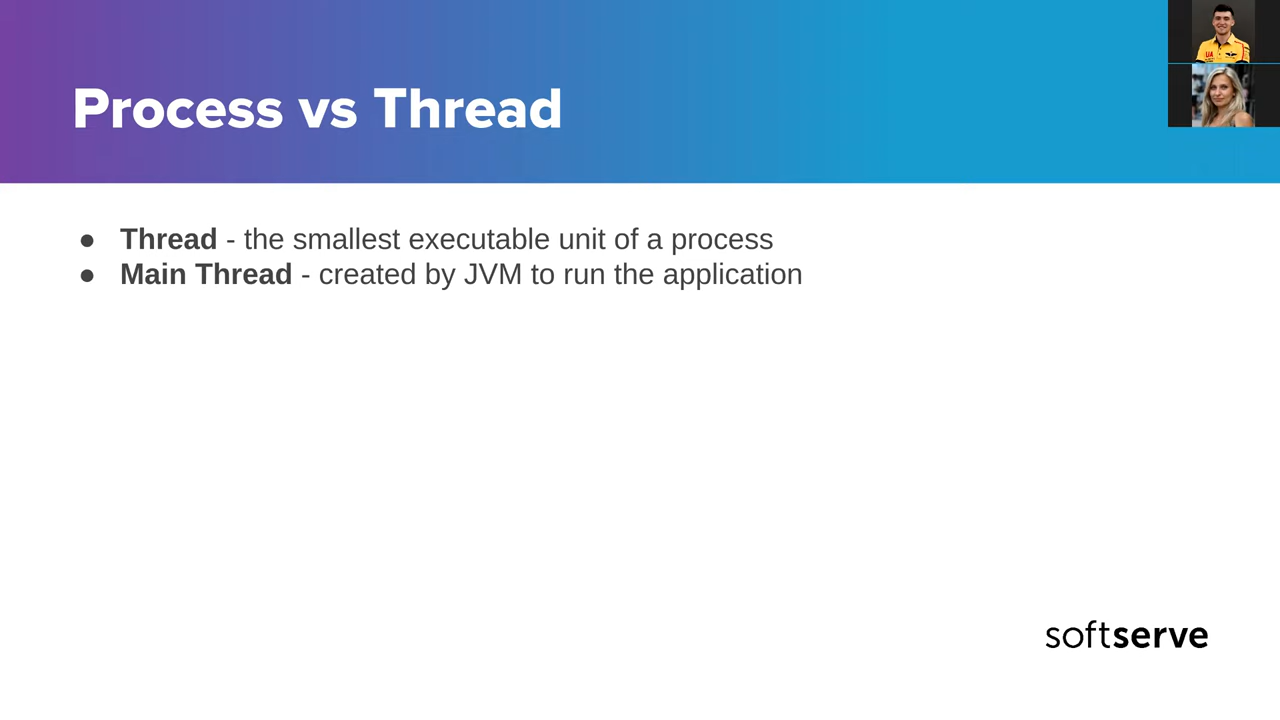 Process vs Thread
● Thread - the smallest executable unit of a process
● Main Thread - created by JVM to run the application
softserve
UA